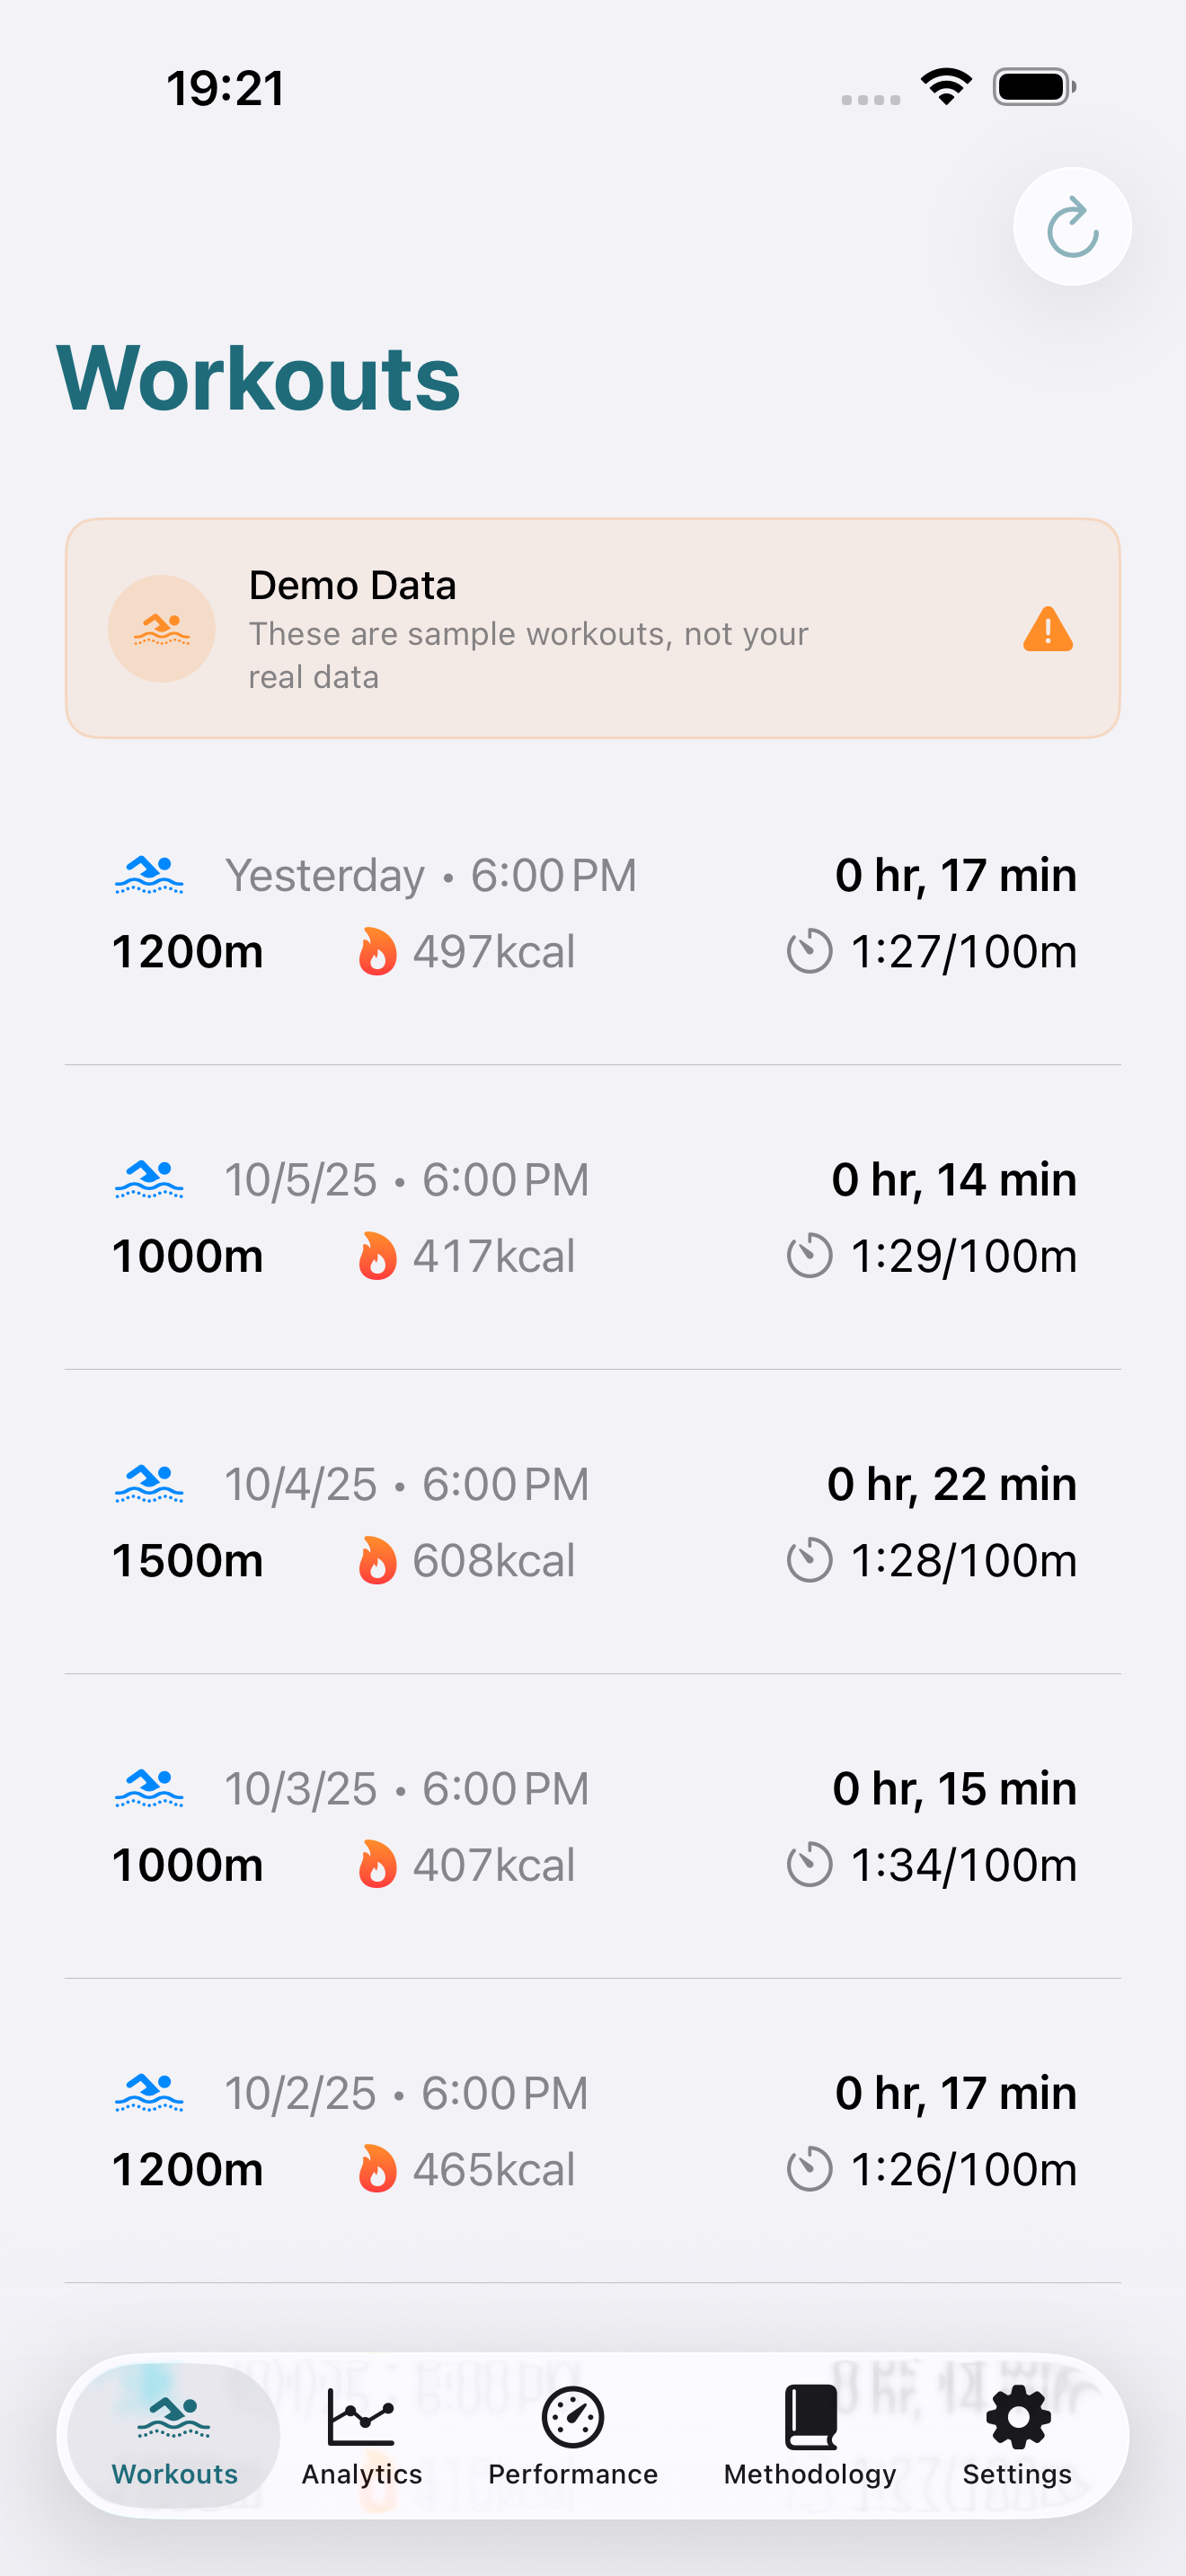 19:21
Workouts
Demo Data
These are sample workouts, not your
real data
Yesterday • 6:00 PM 0 hr, 17 min
1200m 497kcal 1:27/100m
10/5/25 • 6:00 PM 0 hr, 14 min
1000m 417kcal 1:29/100m
10/4/25 • 6:00 PM 0 hr, 22 min
1500m 608kcal 1:28/100m
10/3/25 • 6:00 PM 0 hr, 15 min
1000m 407kcal 1:34/100m
10/2/25 • 6:00 PM 0 hr, 17 min
1200m 465kcal 1:26/100m
Workouts Analytics Performance Methodology Settings